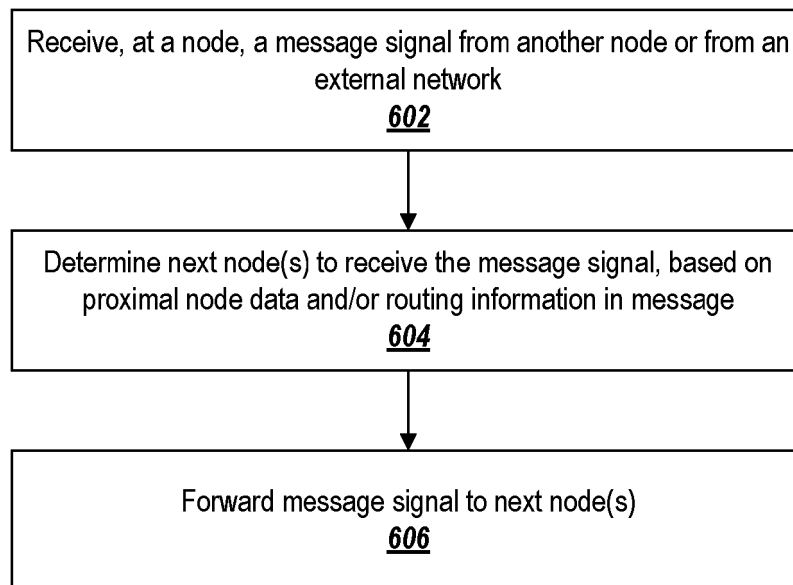 Receive, at a node, a message signal from another node or from an
external network
602
Determine next node(s) to receive the message signal, based on
proximal node data and/or routing information in message
604
Forward message signal to next node(s)
606